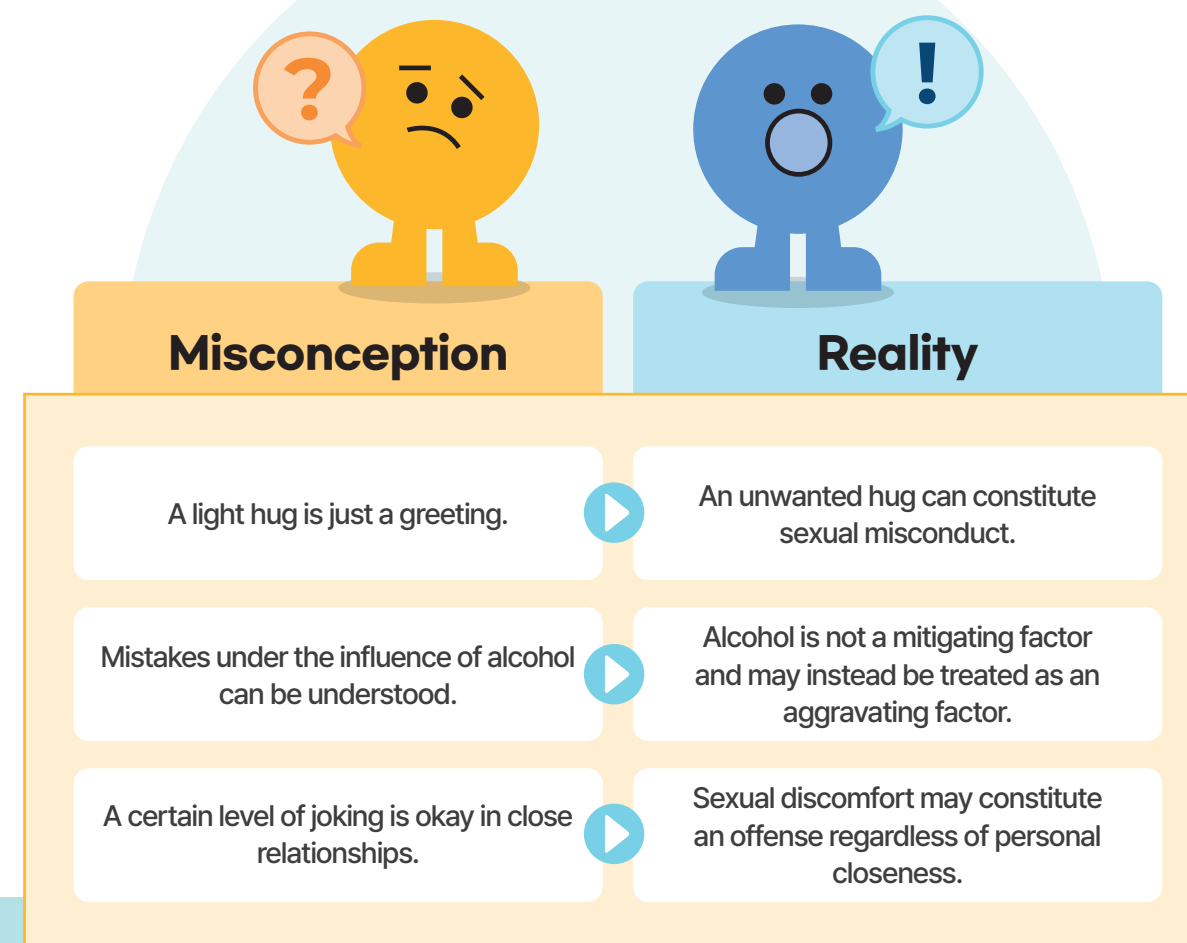 ?
!
Misconception
Reality
A light hug is just a greeting.
An unwanted hug can constitute
sexual misconduct.
Mistakes under the influence of alcohol
can be understood.
Alcohol is not a mitigating factor
and may instead be treated as an
aggravating factor.
A certain level of joking is okay in close
relationships.
Sexual discomfort may constitute
an offense regardless of personal
closeness.